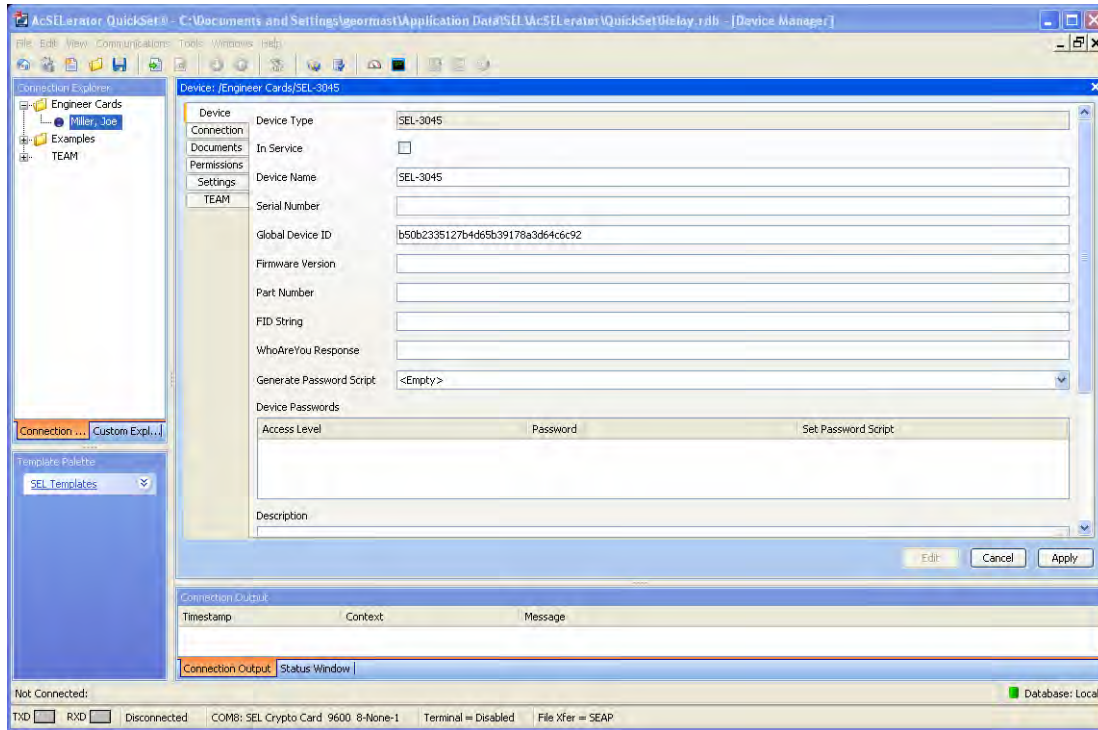 AcSELerator QuickSet® - C:\Documents and Settings\geormast\Application Data\SEL\AcSELerator\QuickSet\Relay.rdb - [Device Manager]
File Edit View Communications Tools Windows Help
Connection Explorer
Engineer Cards
Miller, Joe
Examples
TEAM
Connection ... Custom Expl...
Template Palette
SEL Templates
Device: /Engineer Cards/SEL-3045
Device
Connection
Documents
Permissions
Settings
TEAM
Device Type SEL-3045
In Service
Device Name SEL-3045
Serial Number
Global Device ID b50b2335127b4d65b39178a3d64c6c92
Firmware Version
Part Number
FID String
WhoAreYou Response
Generate Password Script <Empty>
Device Passwords
Access Level Password Set Password Script
Description
Edit Cancel Apply
Connection Output
Timestamp Context Message
Connection Output Status Window
Not Connected: Database: Local
TXD RXD Disconnected COM8: SEL Crypto Card 9600 8-None-1 Terminal = Disabled File Xfer = SEAP